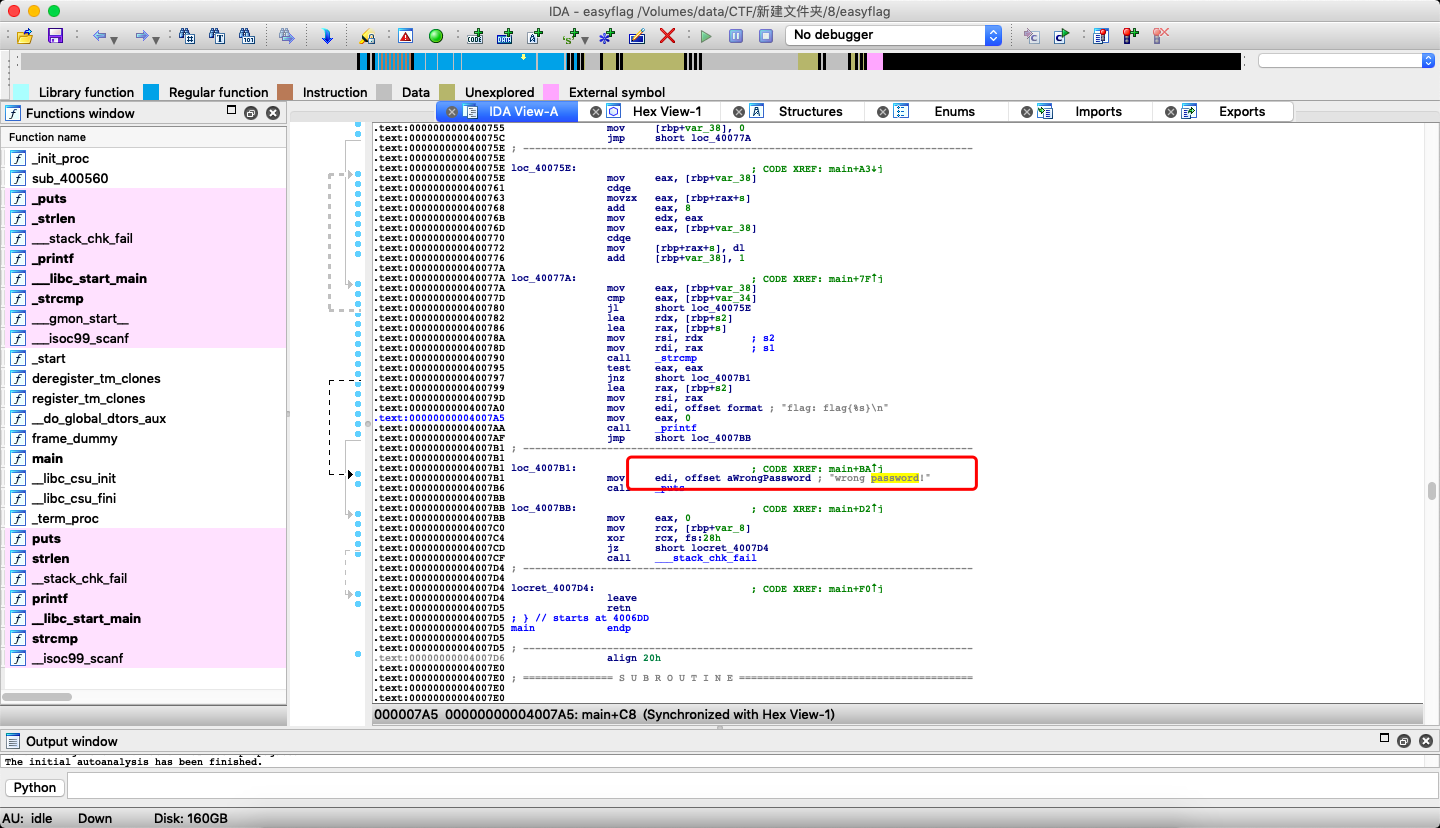 IDA - easyflag /Volumes/data/CTF/新建文件夹/8/easyflag
No debugger
Library function Regular function Instruction Data Unexplored External symbol
Functions window
IDA View-A Hex View-1 Structures Enums Imports Exports
Function name
_init_proc
sub_400560
_puts
_strlen
___stack_chk_fail
_printf
___libc_start_main
_strcmp
__gmon_start__
___isoc99_scanf
_start
deregister_tm_clones
register_tm_clones
__do_global_dtors_aux
frame_dummy
main
__libc_csu_init
__libc_csu_fini
_term_proc
puts
strlen
__stack_chk_fail
printf
__libc_start_main
strcmp
__isoc99_scanf
.text:0000000000400755 mov [rbp+var_38], 0
.text:000000000040075C jmp short loc_40077A
.text:000000000040075E ; ---------------------------------------------------------------------------
.text:000000000040075E
.text:000000000040075E loc_40075E: ; CODE XREF: main+A3↓j
.text:000000000040075E mov eax, [rbp+var_38]
.text:0000000000400761 cdqe
.text:0000000000400763 movzx eax, [rbp+rax+s]
.text:0000000000400768 add eax, 8
.text:000000000040076B mov edx, eax
.text:000000000040076D mov eax, [rbp+var_38]
.text:0000000000400770 cdqe
.text:0000000000400772 mov [rbp+rax+s], dl
.text:0000000000400776 add [rbp+var_38], 1
.text:000000000040077A
.text:000000000040077A loc_40077A: ; CODE XREF: main+7F↑j
.text:000000000040077A mov eax, [rbp+var_38]
.text:000000000040077D cmp eax, [rbp+var_34]
.text:0000000000400780 jl short loc_40075E
.text:0000000000400782 lea rdx, [rbp+s2]
.text:0000000000400786 lea rax, [rbp+s]
.text:000000000040078A mov rsi, rdx ; s2
.text:000000000040078D mov rdi, rax ; s1
.text:0000000000400790 call _strcmp
.text:0000000000400795 test eax, eax
.text:0000000000400797 jnz short loc_4007B1
.text:0000000000400799 lea rax, [rbp+s2]
.text:000000000040079D mov rsi, rax
.text:00000000004007A0 mov edi, offset format ; "flag: flag{%s}\n"
.text:00000000004007A5 mov eax, 0
.text:00000000004007AA call _printf
.text:00000000004007AF jmp short loc_4007BB
.text:00000000004007B1 ; ---------------------------------------------------------------------------
.text:00000000004007B1
.text:00000000004007B1 loc_4007B1: ; CODE XREF: main+BA↑j
.text:00000000004007B1 mov edi, offset aWrongPassword ; "wrong password!"
.text:00000000004007B6 call _puts
.text:00000000004007BB
.text:00000000004007BB loc_4007BB: ; CODE XREF: main+D2↑j
.text:00000000004007BB mov eax, 0
.text:00000000004007C0 mov rcx, [rbp+var_8]
.text:00000000004007C4 xor rcx, fs:28h
.text:00000000004007CD jz short locret_4007D4
.text:00000000004007CF call ___stack_chk_fail
.text:00000000004007D4 ; ---------------------------------------------------------------------------
.text:00000000004007D4
.text:00000000004007D4 locret_4007D4: ; CODE XREF: main+F0↑j
.text:00000000004007D4 leave
.text:00000000004007D5 retn
.text:00000000004007D5 ; } // starts at 4006DD
.text:00000000004007D5 main endp
.text:00000000004007D5
.text:00000000004007D5 ; ---------------------------------------------------------------------------
.text:00000000004007D6 align 20h
.text:00000000004007E0
.text:00000000004007E0 ; =============== S U B R O U T I N E =======================================
.text:00000000004007E0
.text:00000000004007E0
000007A5 00000000004007A5: main+C8 (Synchronized with Hex View-1)
Output window
The initial autoanalysis has been finished.
Python
AU: idle Down Disk: 160GB